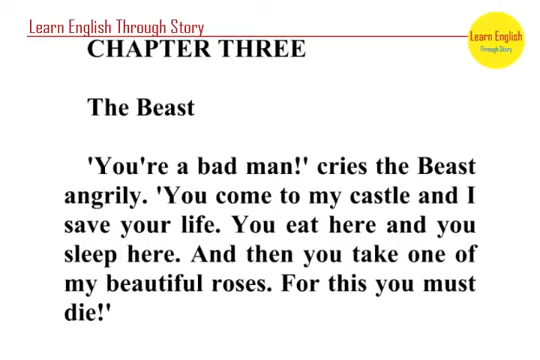 Learn English Through Story
Learn English
Through Story
CHAPTER THREE
The Beast
'You're a bad man!' cries the Beast
angrily. 'You come to my castle and I
save your life. You eat here and you
sleep here. And then you take one of
my beautiful roses. For this you must
die!'